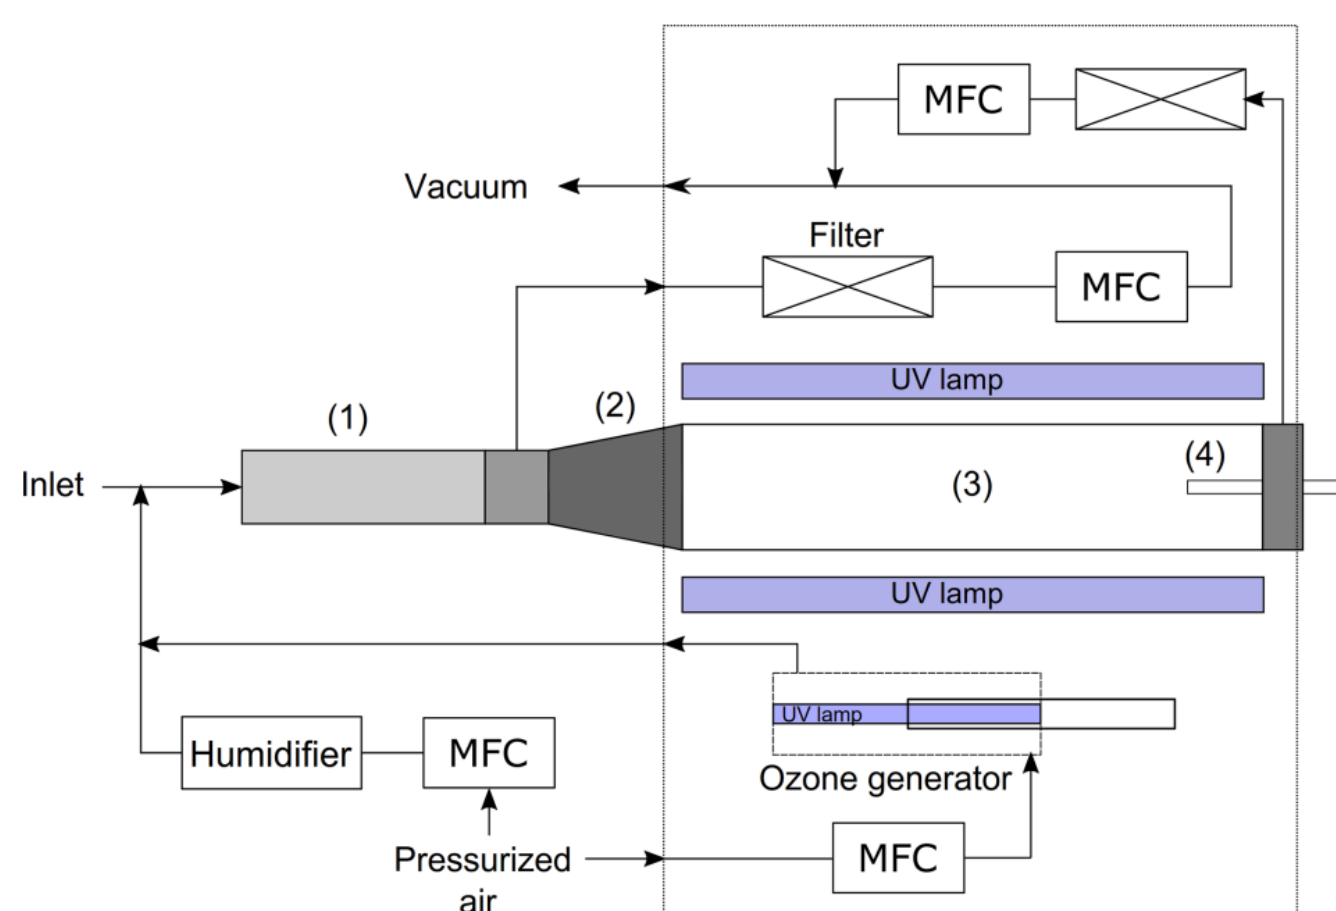 MFC
Vacuum
Filter
MFC
UV lamp
(1)
(2)
(4)
Inlet
(3)
UV lamp
UV lamp
Humidifier
MFC
Ozone generator
Pressurized
air
MFC